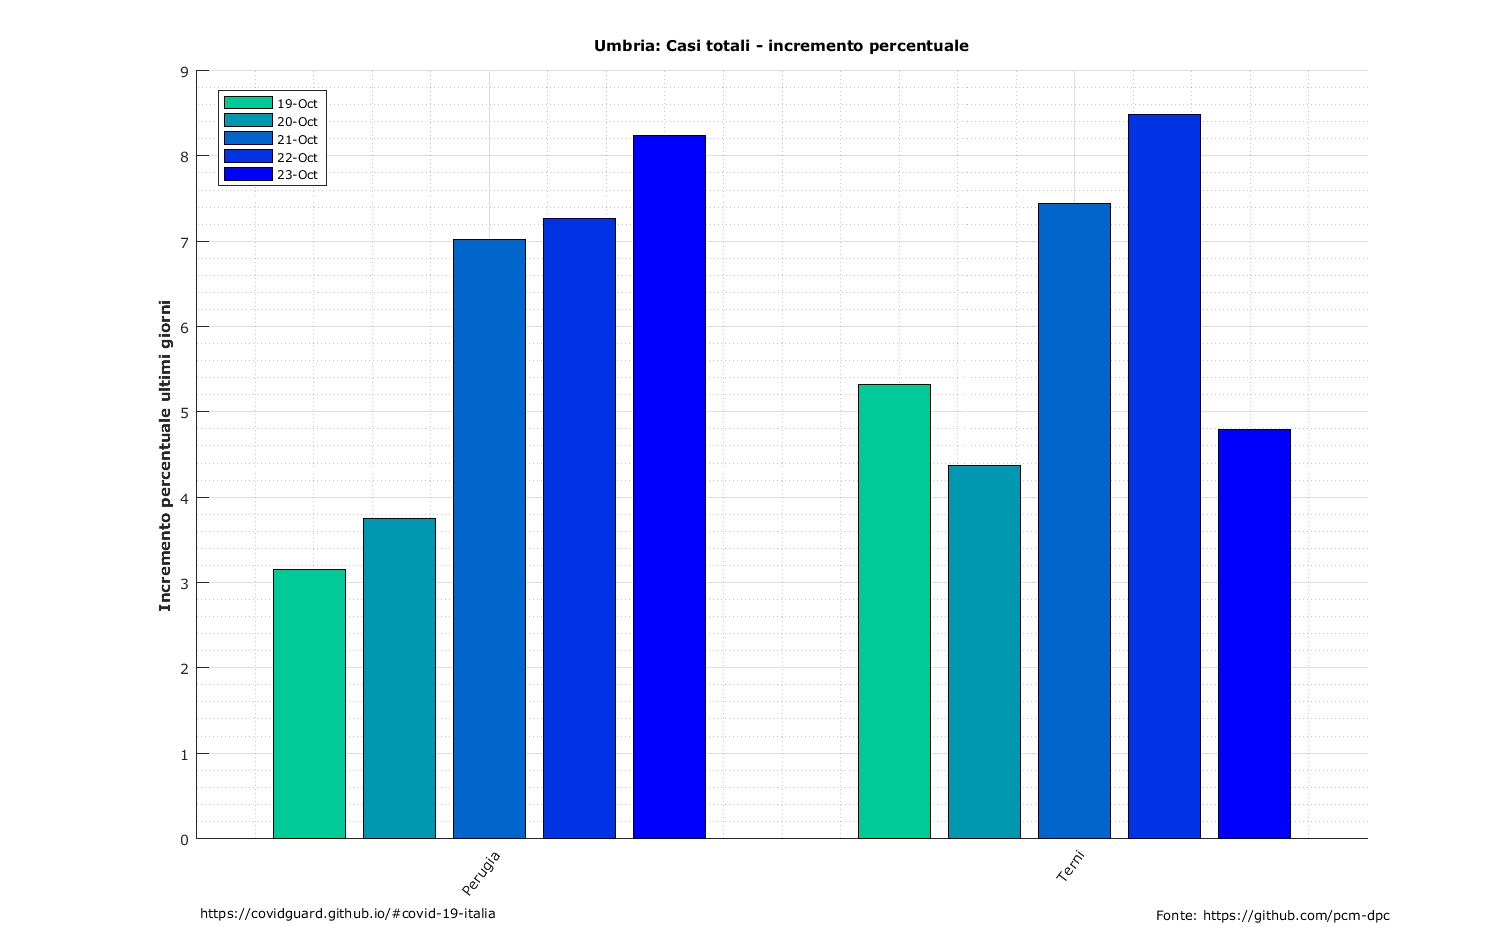 Umbria: Casi totali - incremento percentuale
Incremento percentuale ultimi giorni
9
8
7
6
5
4
3
2
1
0
19-Oct
20-Oct
21-Oct
22-Oct
23-Oct
Perugia
Terni
https://covidguard.github.io/#covid-19-italia
Fonte: https://github.com/pcm-dpc